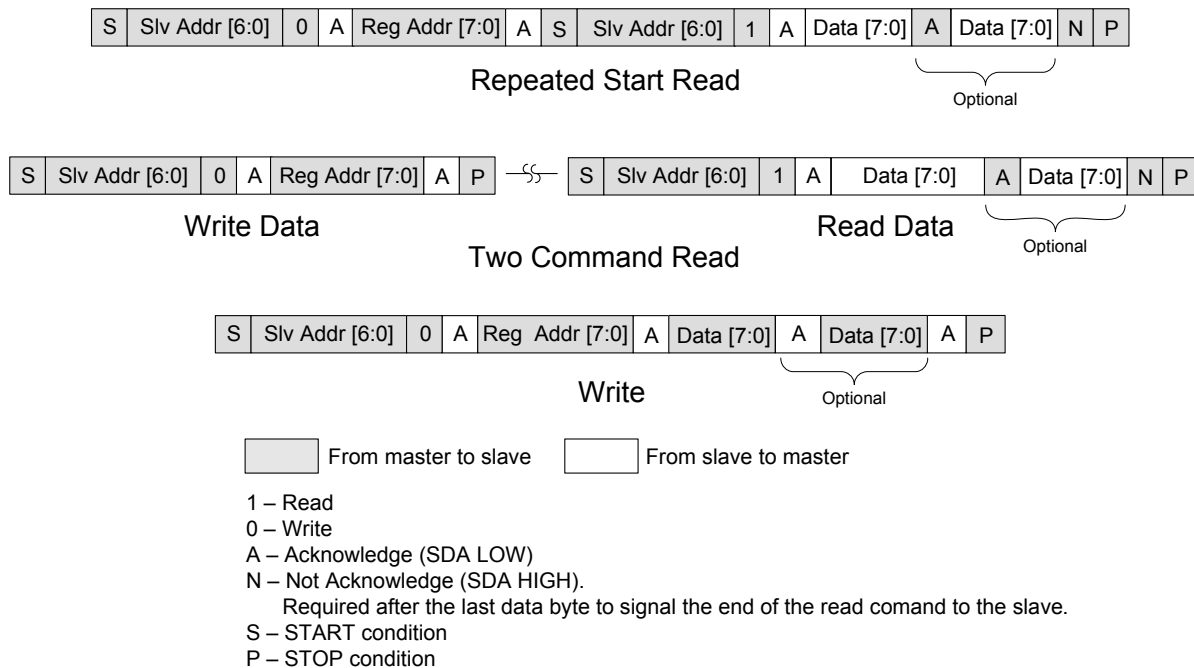 S Slv Addr [6:0] 0 A Reg Addr [7:0] A S Slv Addr [6:0] 1 A Data [7:0] A Data [7:0] N P
Repeated Start Read
Optional
S Slv Addr [6:0] 0 A Reg Addr [7:0] A P
S Slv Addr [6:0] 1 A Data [7:0] A Data [7:0] N P
Write Data
Read Data
Optional
Two Command Read
S Slv Addr [6:0] 0 A Reg Addr [7:0] A Data [7:0] A Data [7:0] A P
Write
Optional
From master to slave
From slave to master
1 – Read
0 – Write
A – Acknowledge (SDA LOW)
N – Not Acknowledge (SDA HIGH).
Required after the last data byte to signal the end of the read comand to the slave.
S – START condition
P – STOP condition